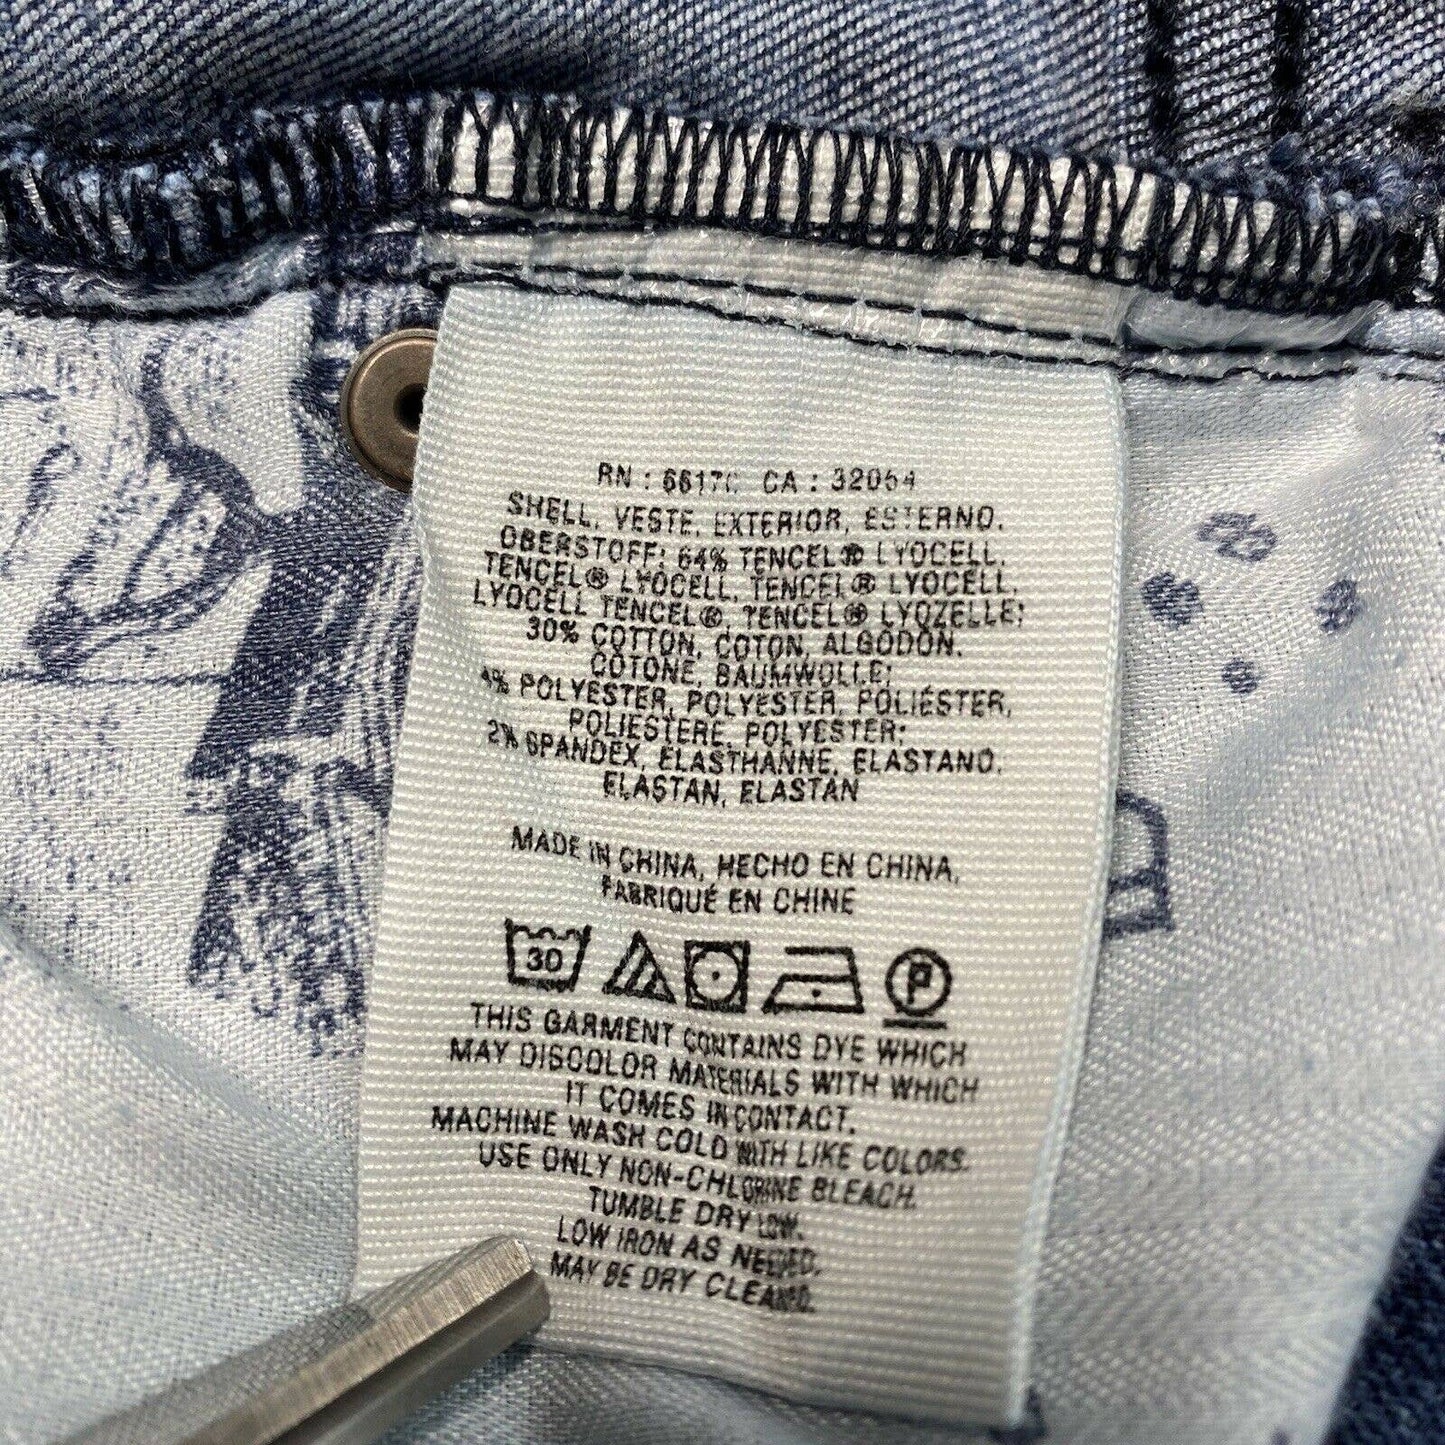 RN : 66170 CA : 32054
SHELL, VESTE, EXTERIOR, ESTERNO,
OBERSTOFF: 64% TENCEL® LYOCELL,
TENCEL® LYOCELL, TENCEL® LYOCELL,
LYOCELL TENCEL®, TENCEL® LYOZELLE;
30% COTTON, COTON, ALGODÓN,
COTONE, BAUMWOLLE;
4% POLYESTER, POLYESTER, POLIÉSTER,
POLIESTERE, POLYESTER;
2% SPANDEX, ELASTHANNE, ELASTANO,
ELASTAN, ELASTAN
MADE IN CHINA, HECHO EN CHINA,
FABRIQUÉ EN CHINE
30 P
THIS GARMENT CONTAINS DYE WHICH
MAY DISCOLOR MATERIALS WITH WHICH
IT COMES IN CONTACT.
MACHINE WASH COLD WITH LIKE COLORS.
USE ONLY NON-CHLORINE BLEACH.
TUMBLE DRY LOW.
LOW IRON AS NEEDED.
MAY BE DRY CLEANED.